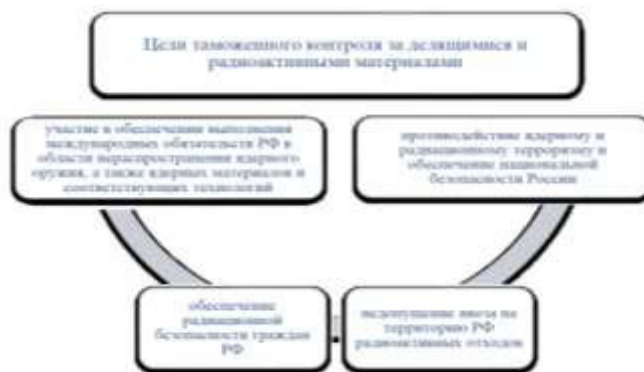 Цели таможенного контроля за делящимися и
радиоактивными материалами
участие в обеспечении выполнения
международных обязательств РФ в
области нераспространения ядерного
оружия, а также ядерных материалов и
соответствующих технологий
противодействие ядерному и
радиационному терроризму и
обеспечение национальной
безопасности России
обеспечение
радиационной
безопасности граждан
РФ
недопущение ввоза на
территорию РФ
радиоактивных отходов